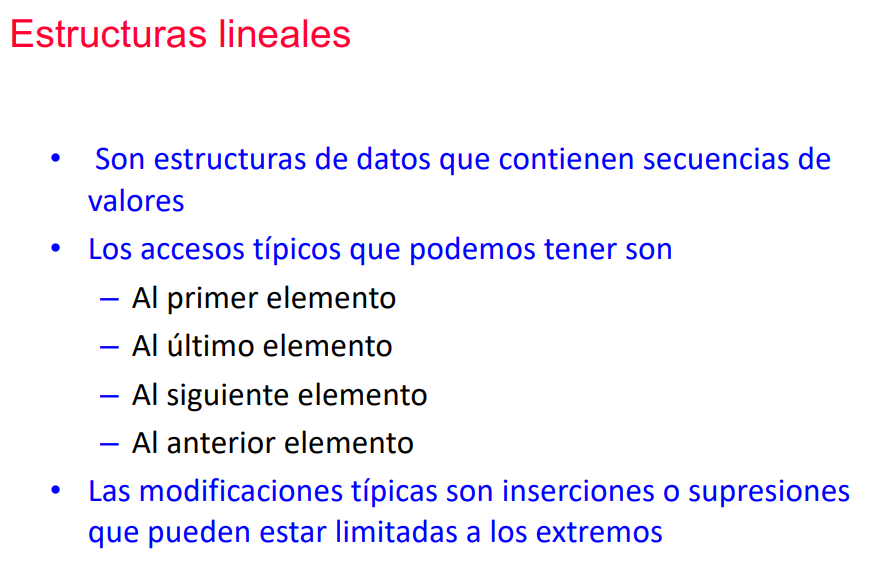 Estructuras lineales
• Son estructuras de datos que contienen secuencias de
valores
• Los accesos típicos que podemos tener son
– Al primer elemento
– Al último elemento
– Al siguiente elemento
– Al anterior elemento
• Las modificaciones típicas son inserciones o supresiones
que pueden estar limitadas a los extremos